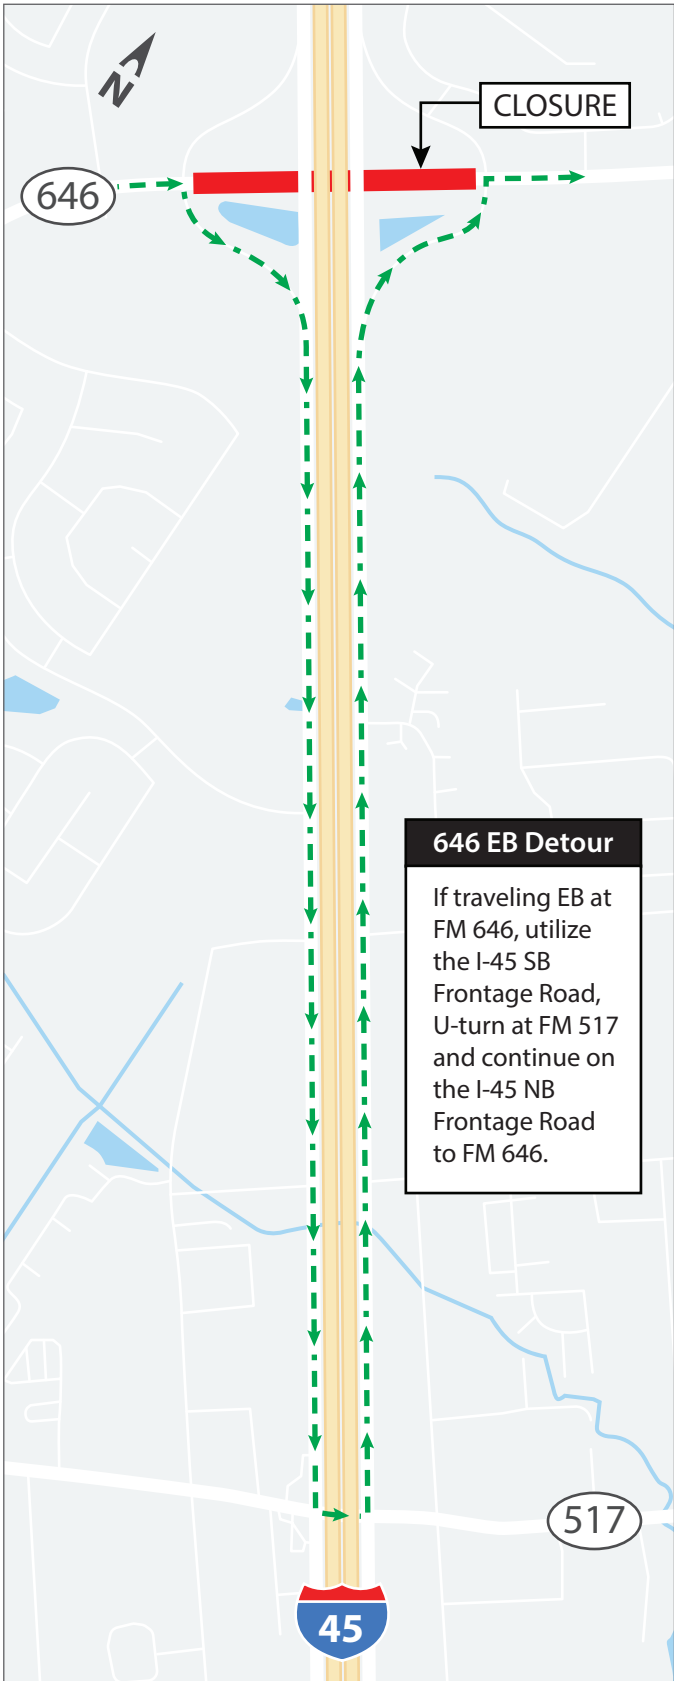 N
CLOSURE
646
646 EB Detour
If traveling EB at
FM 646, utilize
the I-45 SB
Frontage Road,
U-turn at FM 517
and continue on
the I-45 NB
Frontage Road
to FM 646.
517
45